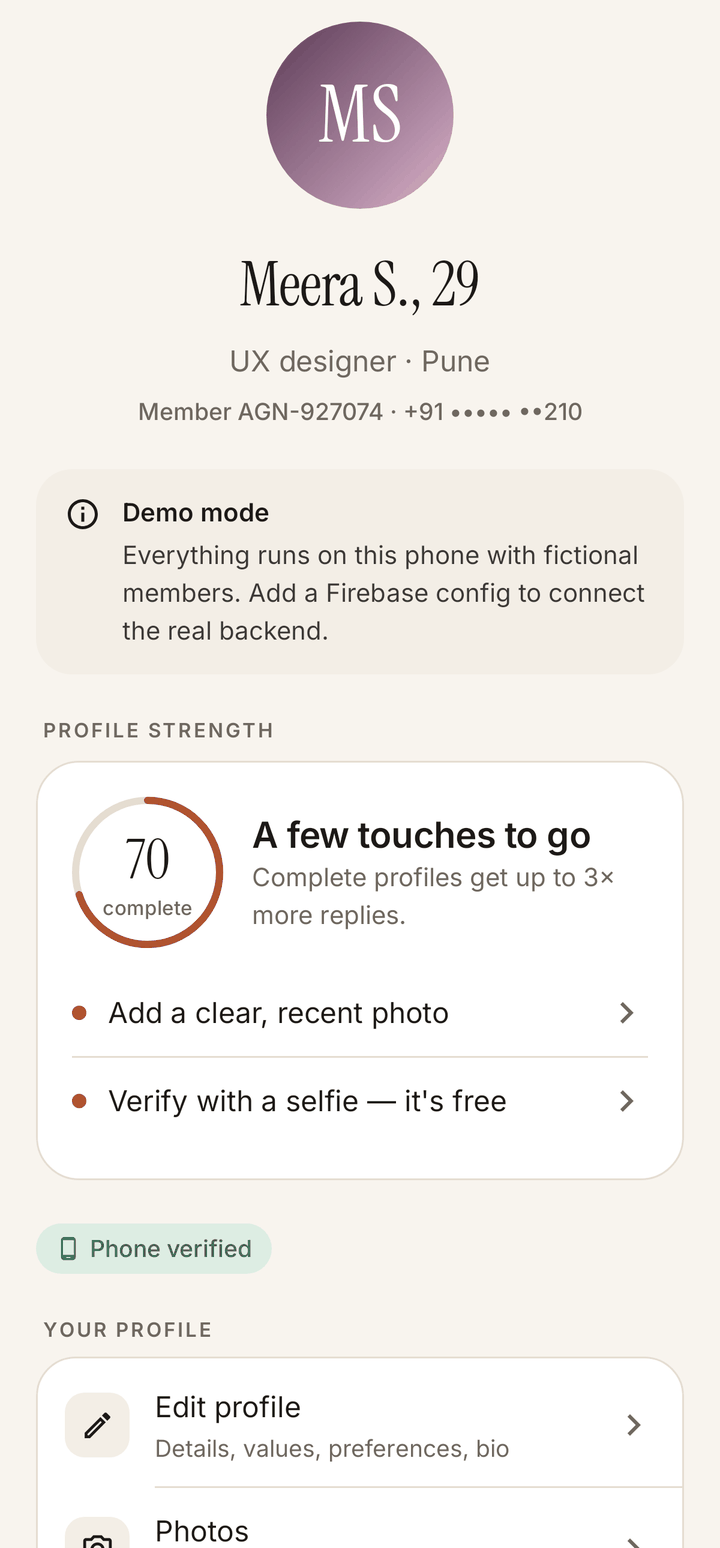 MS
Meera S., 29
UX designer · Pune
Member AGN-927074 · +91 ••••• ••210
Demo mode
Everything runs on this phone with fictional
members. Add a Firebase config to connect
the real backend.
PROFILE STRENGTH
70
complete
A few touches to go
Complete profiles get up to 3×
more replies.
Add a clear, recent photo
Verify with a selfie — it's free
Phone verified
YOUR PROFILE
Edit profile
Details, values, preferences, bio
Photos